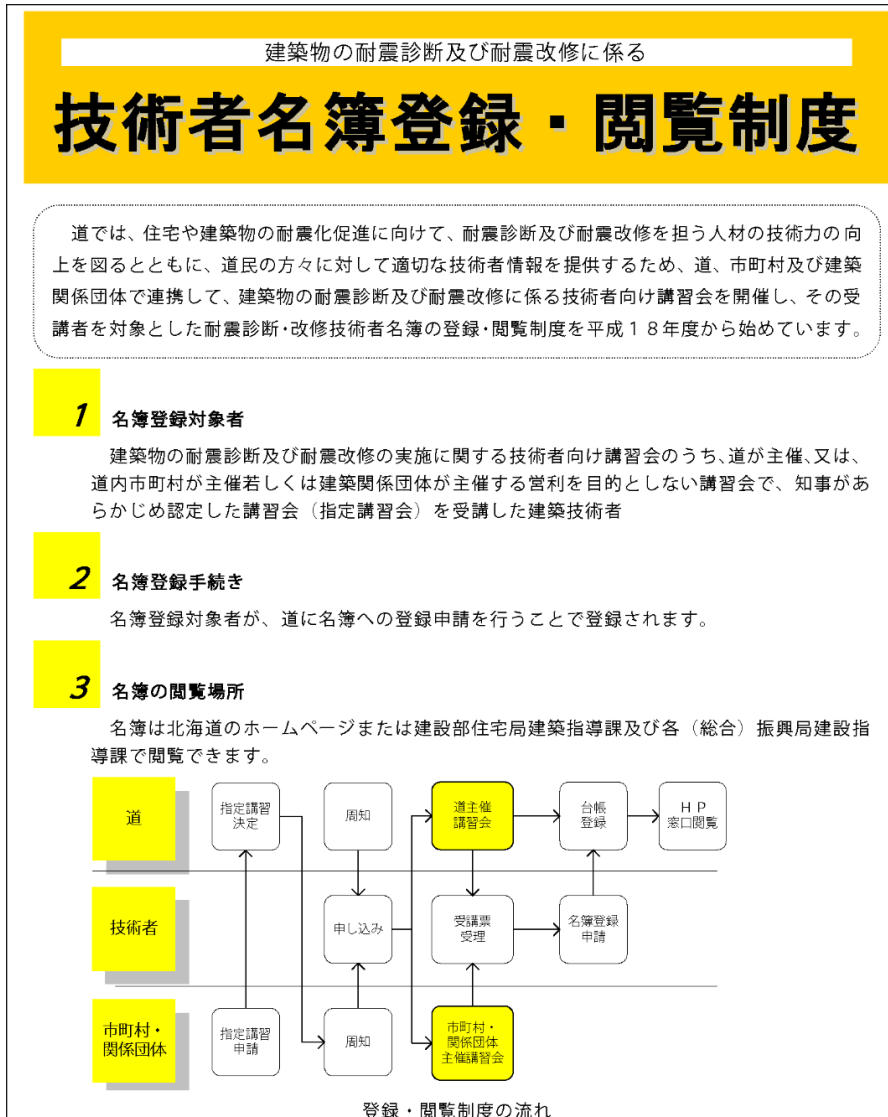 建築物の耐震診断及び耐震改修に係る
技術者名簿登録・閲覧制度
道では、住宅や建築物の耐震化促進に向けて、耐震診断及び耐震改修を担う人材の技術力の向
上を図るとともに、道民の方々に対して適切な技術者情報を提供するため、道、市町村及び建築
関係団体で連携して、建築物の耐震診断及び耐震改修に係る技術者向け講習会を開催し、その受
講者を対象とした耐震診断・改修技術者名簿の登録・閲覧制度を平成１８年度から始めています。
1 名簿登録対象者
建築物の耐震診断及び耐震改修の実施に関する技術者向け講習会のうち、道が主催、又は、
道内市町村が主催若しくは建築関係団体が主催する営利を目的としない講習会で、知事があ
らかじめ認定した講習会（指定講習会）を受講した建築技術者
2 名簿登録手続き
名簿登録対象者が、道に名簿への登録申請を行うことで登録されます。
3 名簿の閲覧場所
名簿は北海道のホームページまたは建設部住宅局建築指導課及び各（総合）振興局建設指
導課で閲覧できます。
道
指定講習
決定
周知
道主催
講習会
台帳
登録
ＨＰ
窓口閲覧
技術者
申し込み
受講票
受理
名簿登録
申請
市町村・
関係団体
指定講習
申請
周知
市町村・
関係団体
主催講習会
登録・閲覧制度の流れ